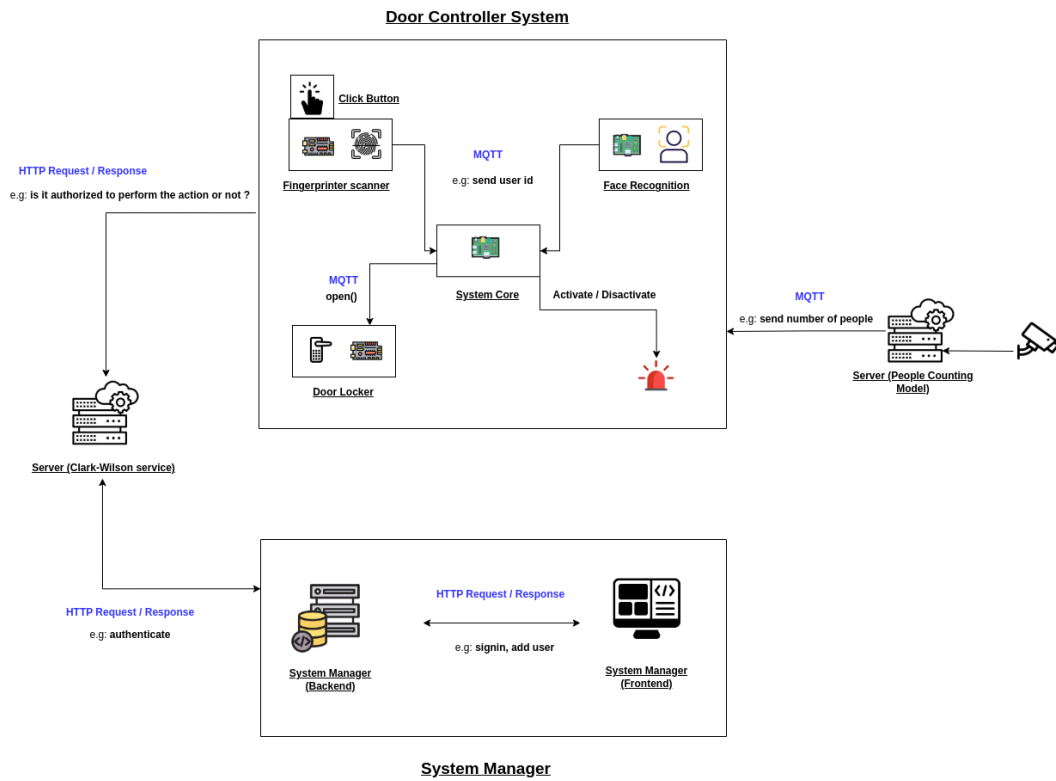 Door Controller System
Click Button
HTTP Request / Response
e.g: is it authorized to perform the action or not ?
Fingerprinter scanner
MQTT
e.g: send user id
Face Recognition
MQTT
open()
System Core
Activate / Disactivate
Door Locker
MQTT
e.g: send number of people
Server (People Counting
Model)
Server (Clark-Wilson service)
HTTP Request / Response
e.g: authenticate
HTTP Request / Response
e.g: signin, add user
System Manager
(Backend)
System Manager
(Frontend)
System Manager